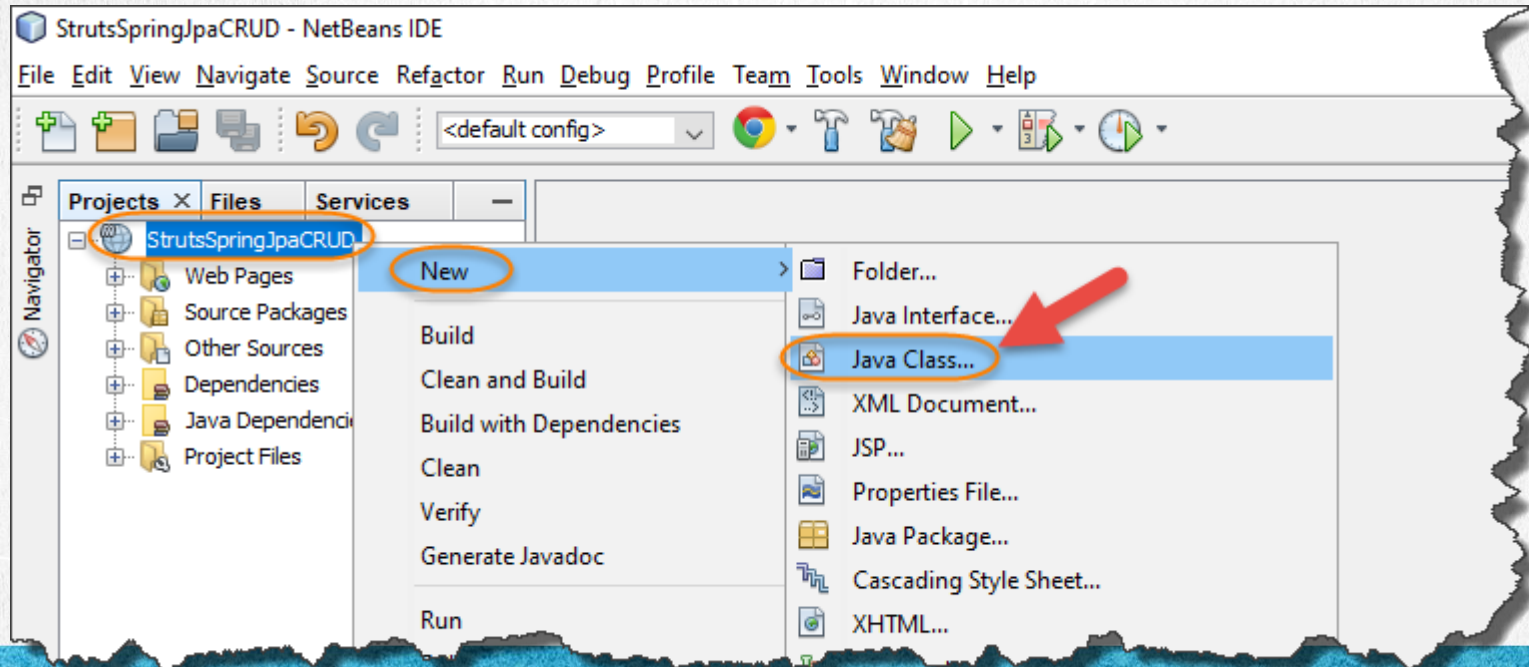 StrutsSpringJpaCRUD - NetBeans IDE
File Edit View Navigate Source Refactor Run Debug Profile Team Tools Window Help
<default config>
Projects Files Services
Navigator
StrutsSpringJpaCRUD
Web Pages
Source Packages
Other Sources
Dependencies
Java Dependenci
Project Files
New
Build
Clean and Build
Build with Dependencies
Clean
Verify
Generate Javadoc
Run
Folder...
Java Interface...
Java Class...
XML Document...
JSP...
Properties File...
Java Package...
Cascading Style Sheet...
XHTML...